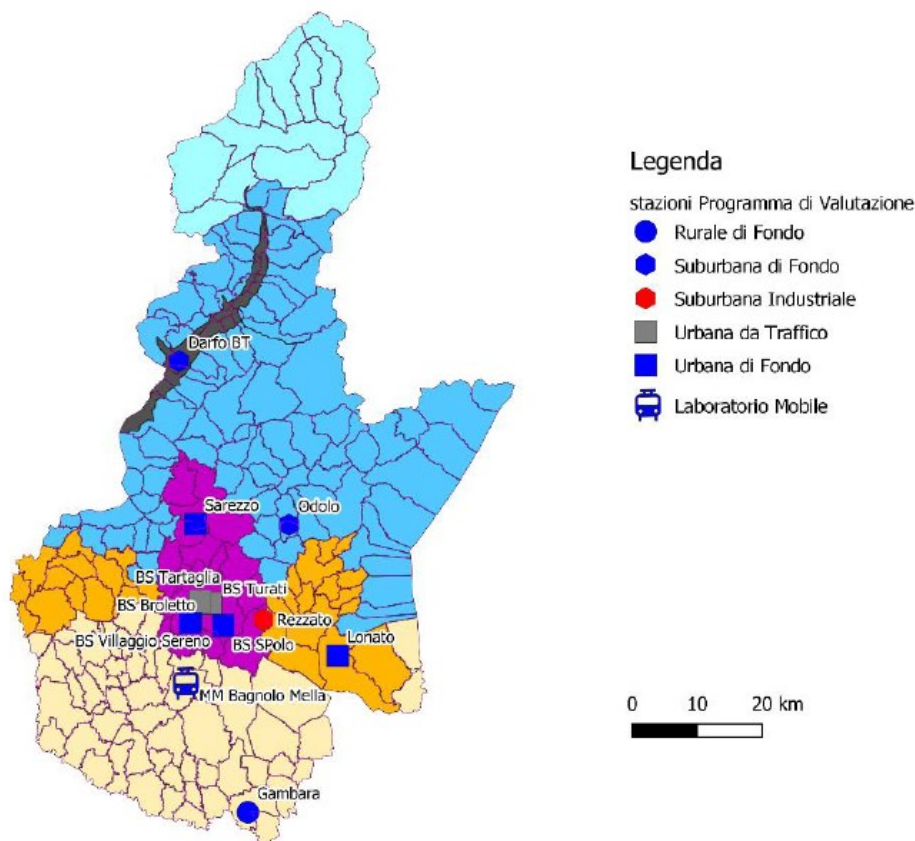 Legenda
stazioni Programma di Valutazione
Rurale di Fondo
Suburbana di Fondo
Suburbana Industriale
Urbana da Traffico
Urbana di Fondo
Laboratorio Mobile
Darfo BT
Sarezzo
Odolo
BS Tartaglia
BS Turati
BS Broletto
Rezzato
BS Villaggio Sereno
BS SPolo
Lonato
MM Bagnolo Mella
Gambara
0 10 20 km